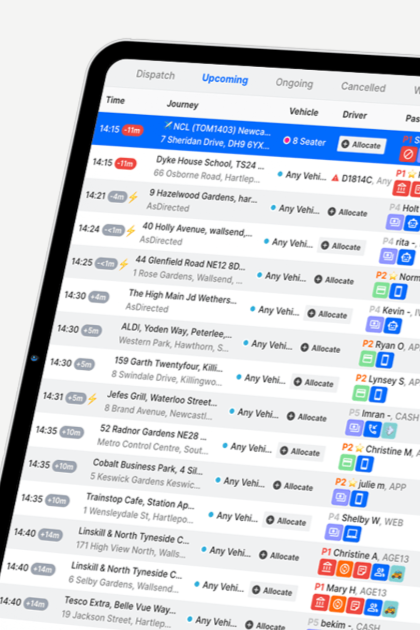 Dispatch Upcoming Ongoing Cancelled
Time Journey Vehicle Driver Pas
14:15 -11m NCL (TOM1403) Newca... 8 Seater Allocate P1 S
7 Sheridan Drive, DH9 6YX...
14:15 -11m Dyke House School, TS24 ... Any Vehi... D1814C, Any P1
66 Osborne Road, Hartlep...
14:21 -4m 9 Hazelwood Gardens, har... Any Vehi... Allocate P4 Holt
AsDirected
14:24 -<1m 40 Holly Avenue, wallsend,... Any Vehi... Allocate P4 rita -,
AsDirected
14:25 -<1m 44 Glenfield Road NE12 8D... Any Vehi... Allocate P2 Norm
1 Rose Gardens, Wallsend, ...
14:30 +4m The High Main Jd Wethers... Any Vehi... Allocate P4 Kevin -, I
AsDirected
14:30 +5m ALDI, Yoden Way, Peterlee,... Any Vehi... Allocate P2 Ryan O, AP
Western Park, Hawthorn, S...
14:30 +5m 159 Garth Twentyfour, Killi... Any Vehi... Allocate P2 Lynsey S, AP
8 Swindale Drive, Killingwo...
14:31 +5m Jefes Grill, Waterloo Street... Any Vehi... Allocate P5 Imran -, CASH
8 Brand Avenue, Newcastl...
14:35 +10m 52 Radnor Gardens NE28 ... Any Vehi... Allocate P2 Christine M, A
Metro Control Centre, Sout...
14:35 +10m Cobalt Business Park, 4 Sil... Any Vehi... Allocate P2 julie m, APP
5 Keswick Gardens Keswic...
14:35 +10m Trainstop Cafe, Station Ap... Any Vehi... Allocate P4 Shelby W, WEB
1 Wensleydale St, Hartlepo...
14:40 +14m Linskill & North Tyneside C... Any Vehi... Allocate P1 Christine A, AGE13
171 High View North, Walls...
14:40 +14m Linskill & North Tyneside C... Any Vehi... Allocate P1 Mary H, AGE13
6 Selby Gardens, Wallsend...
14:40 +14m Tesco Extra, Belle Vue Way... Any Vehi... Allocate P5 bekim -, CASH
19 Jackson Street, Hartlep...